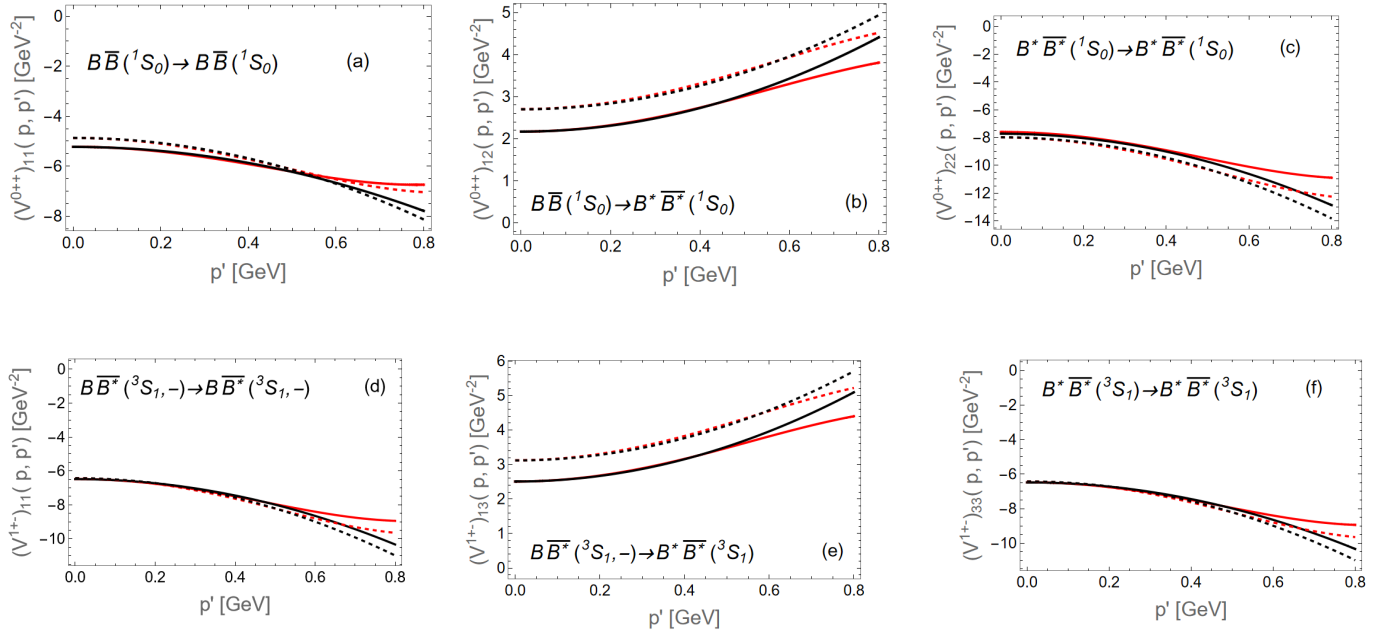 (V⁰⁺⁺)₁₁( p, p') [GeV⁻²]
0
-2
-4
-6
-8
B B̅ (¹S₀)→ B B̅ (¹S₀)
(a)
0.0 0.2 0.4 0.6 0.8
p' [GeV]
(V⁰⁺⁺)₁₂( p, p') [GeV⁻²]
5
4
3
2
1
0
B B̅ (¹S₀)→ B* B̅* (¹S₀)
(b)
0.0 0.2 0.4 0.6 0.8
p' [GeV]
(V⁰⁺⁺)₂₂( p, p') [GeV⁻²]
0
-2
-4
-6
-8
-10
-12
-14
B* B̅* (¹S₀)→ B* B̅* (¹S₀)
(c)
0.0 0.2 0.4 0.6 0.8
p' [GeV]
(V¹⁺⁻)₁₁( p, p') [GeV⁻²]
0
-2
-4
-6
-8
-10
B B̅* (³S₁,–)→ B B̅* (³S₁,–)
(d)
0.0 0.2 0.4 0.6 0.8
p' [GeV]
(V¹⁺⁻)₁₃( p, p') [GeV⁻²]
6
5
4
3
2
1
0
B B̅* (³S₁,–)→ B* B̅* (³S₁)
(e)
0.0 0.2 0.4 0.6 0.8
p' [GeV]
(V¹⁺⁻)₃₃( p, p') [GeV⁻²]
0
-2
-4
-6
-8
-10
B* B̅* (³S₁)→ B* B̅* (³S₁)
(f)
0.0 0.2 0.4 0.6 0.8
p' [GeV]